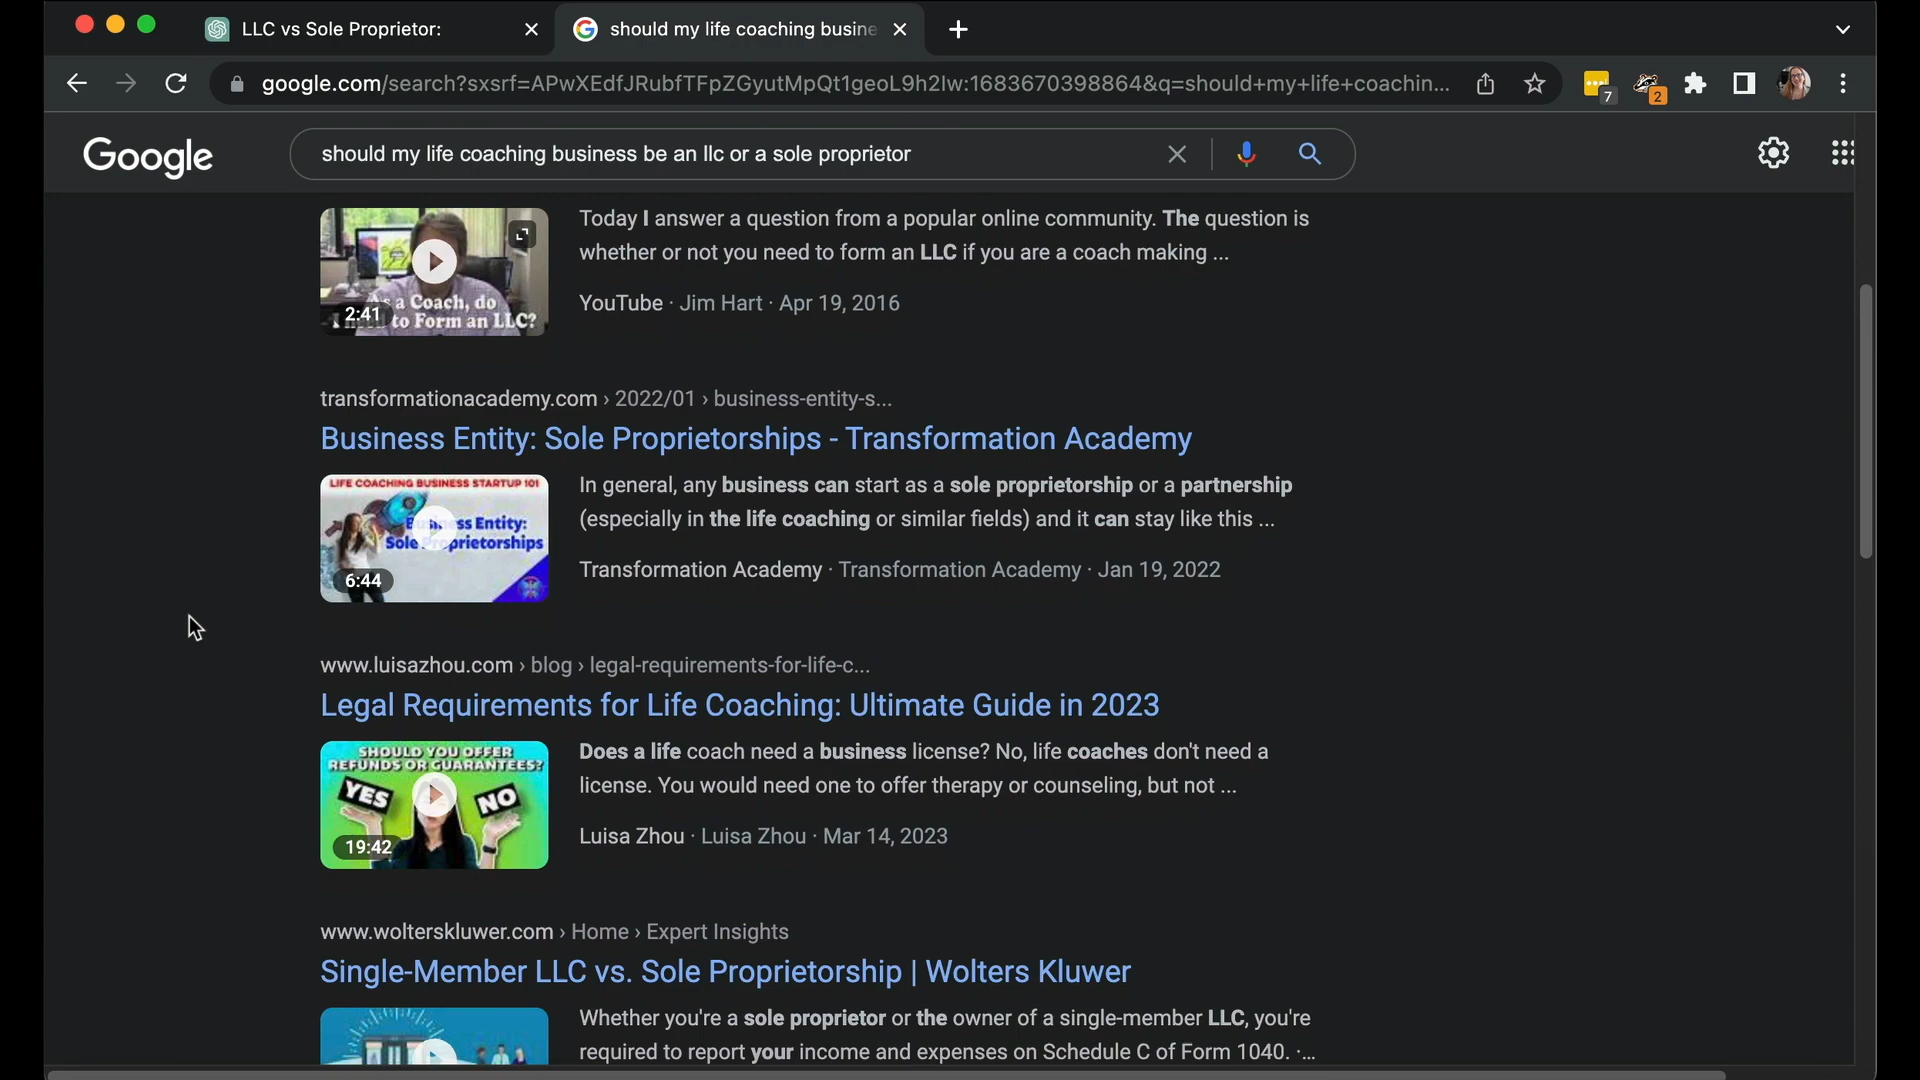 LLC vs Sole Proprietor:
should my life coaching busine
google.com/search?sxsrf=APwXEdfJRubfTFpZGyutMpQt1geoL9h2Iw:1683670398864&q=should+my+life+coachin...
7
2
Google
should my life coaching business be an llc or a sole proprietor
Today I answer a question from a popular online community. The question is
whether or not you need to form an LLC if you are a coach making ...
YouTube · Jim Hart · Apr 19, 2016
As a Coach, do
to Form an LLC?
2:41
transformationacademy.com › 2022/01 › business-entity-s...
Business Entity: Sole Proprietorships - Transformation Academy
LIFE COACHING BUSINESS STARTUP 101
Business Entity:
Sole Proprietorships
6:44
In general, any business can start as a sole proprietorship or a partnership
(especially in the life coaching or similar fields) and it can stay like this ...
Transformation Academy · Transformation Academy · Jan 19, 2022
www.luisazhou.com › blog › legal-requirements-for-life-c...
Legal Requirements for Life Coaching: Ultimate Guide in 2023
SHOULD YOU OFFER
REFUNDS OR GUARANTEES?
YES
NO
19:42
Does a life coach need a business license? No, life coaches don't need a
license. You would need one to offer therapy or counseling, but not ...
Luisa Zhou · Luisa Zhou · Mar 14, 2023
www.wolterskluwer.com › Home › Expert Insights
Single-Member LLC vs. Sole Proprietorship | Wolters Kluwer
Whether you're a sole proprietor or the owner of a single-member LLC, you're
required to report your income and expenses on Schedule C of Form 1040. ·...